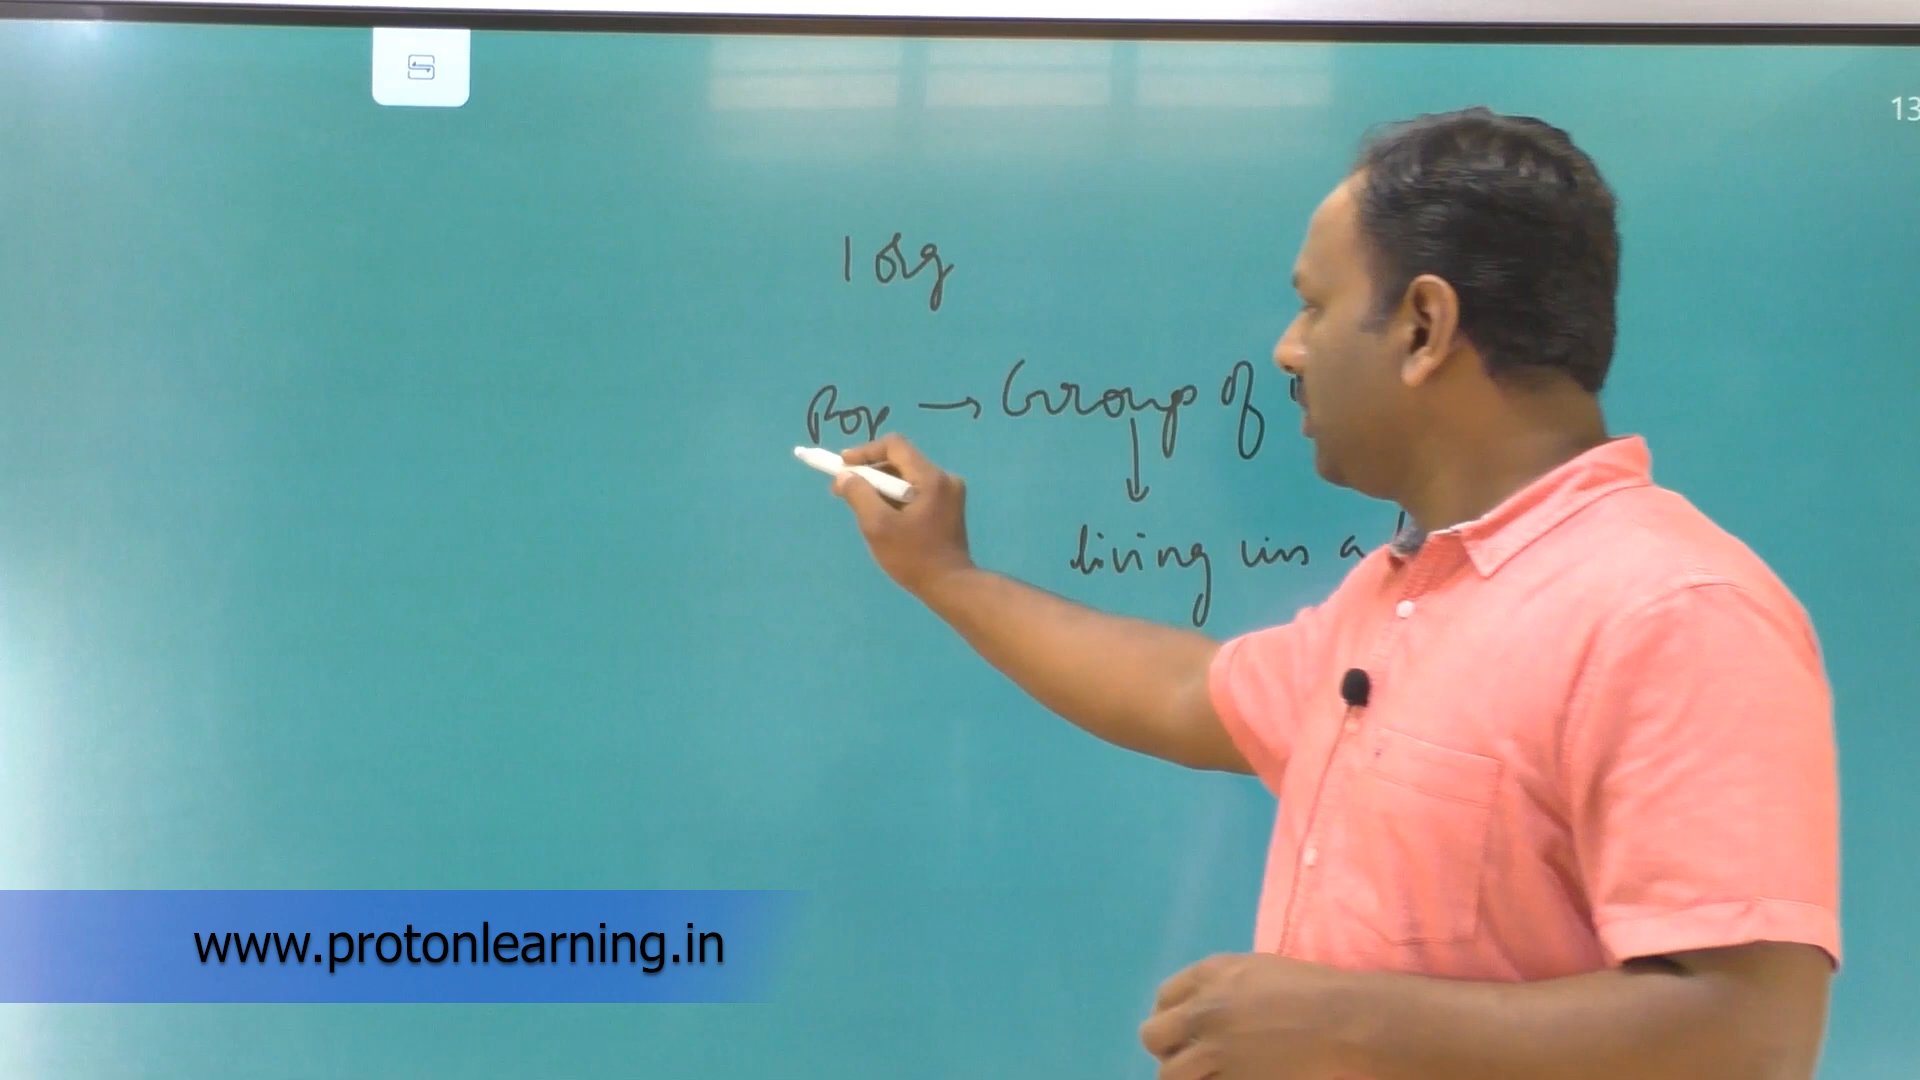 13
1 org
Pop → Group of
living in a
www.protonlearning.in